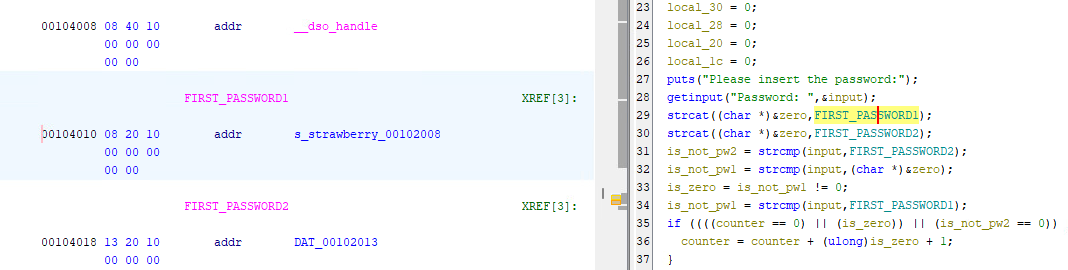 00104008 08 40 10 addr __dso_handle
00 00 00
00 00
FIRST_PASSWORD1 XREF[3]:
00104010 08 20 10 addr s_strawberry_00102008
00 00 00
00 00
FIRST_PASSWORD2 XREF[3]:
00104018 13 20 10 addr DAT_00102013
00 00 00
23 local_30 = 0;
24 local_28 = 0;
25 local_20 = 0;
26 local_1c = 0;
27 puts("Please insert the password:");
28 getinput("Password: ",&input);
29 strcat((char *)&zero,FIRST_PASSWORD1);
30 strcat((char *)&zero,FIRST_PASSWORD2);
31 is_not_pw2 = strcmp(input,FIRST_PASSWORD2);
32 is_not_pw1 = strcmp(input,(char *)&zero);
33 is_zero = is_not_pw1 != 0;
34 is_not_pw1 = strcmp(input,FIRST_PASSWORD1);
35 if ((((counter == 0) || (is_zero)) || (is_not_pw2 == 0))
36 counter = counter + (ulong)is_zero + 1;
37 }